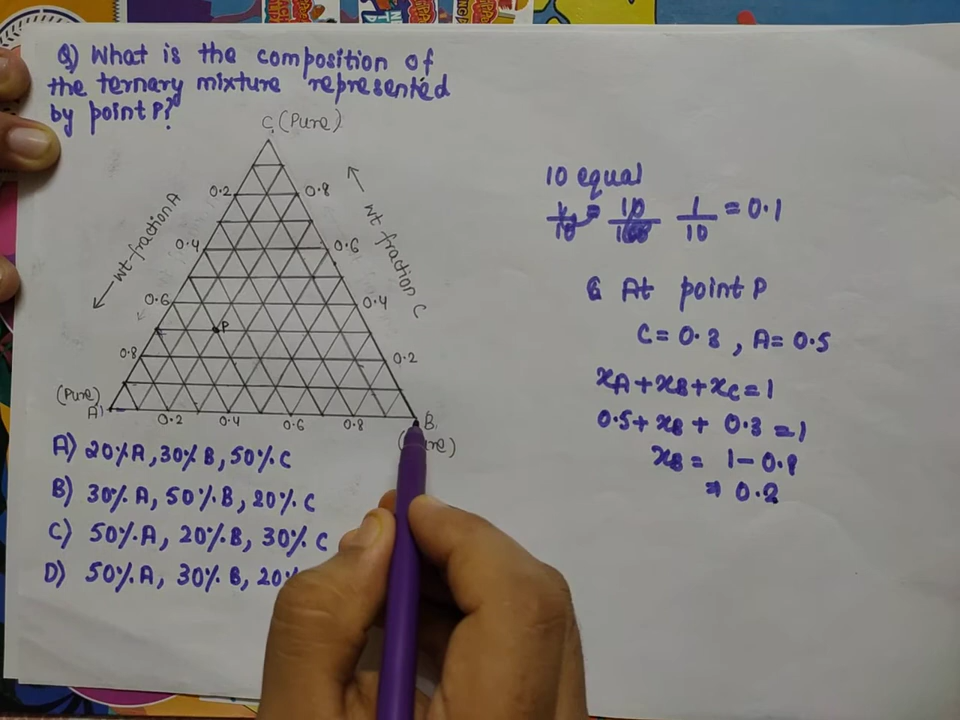 Q) What is the composition of
the ternary mixture represented
by point P?
C (Pure)
0.2
0.8
wt fraction A
wt fraction C
0.4
0.6
0.6
0.4
P
0.8
0.2
(Pure)
A
B
0.2
0.4
0.6
0.8
A) 20% A, 30% B, 50% C
B) 30% A, 50% B, 20% C
C) 50% A, 20% B, 30% C
D) 50% A, 30% B, 20%
10 equal
1/10 = 0.1
At point P
C = 0.3, A = 0.5
xA + xB + xC = 1
0.5 + xB + 0.3 = 1
xB = 1 - 0.8
= 0.2